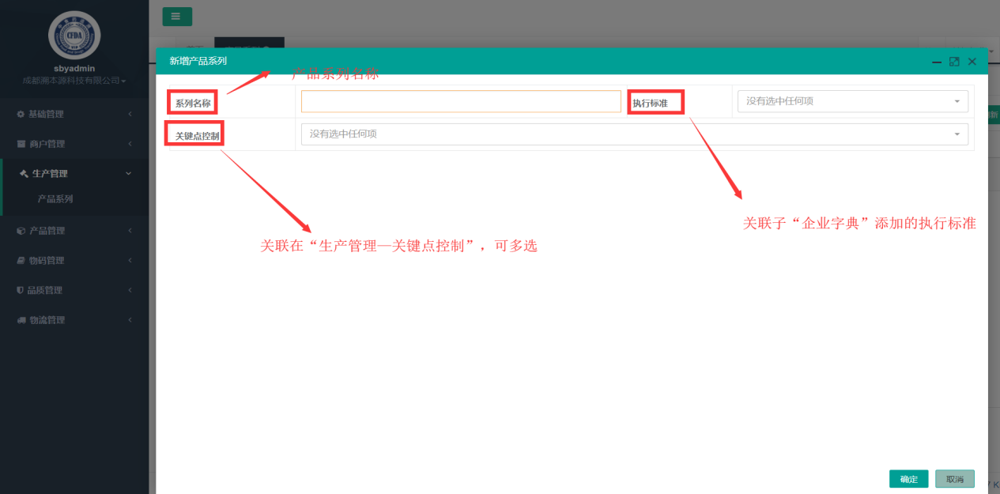 CFDA
sbyadmin
成都溯本源科技有限公司
基础管理
商户管理
生产管理
产品系列
产品管理
物码管理
品质管理
物流管理
新增产品系列
产品系列名称
系列名称
执行标准
没有选中任何项
关键点控制
没有选中任何项
关联子“企业字典”添加的执行标准
关联在“生产管理—关键点控制”，可多选
确定
取消